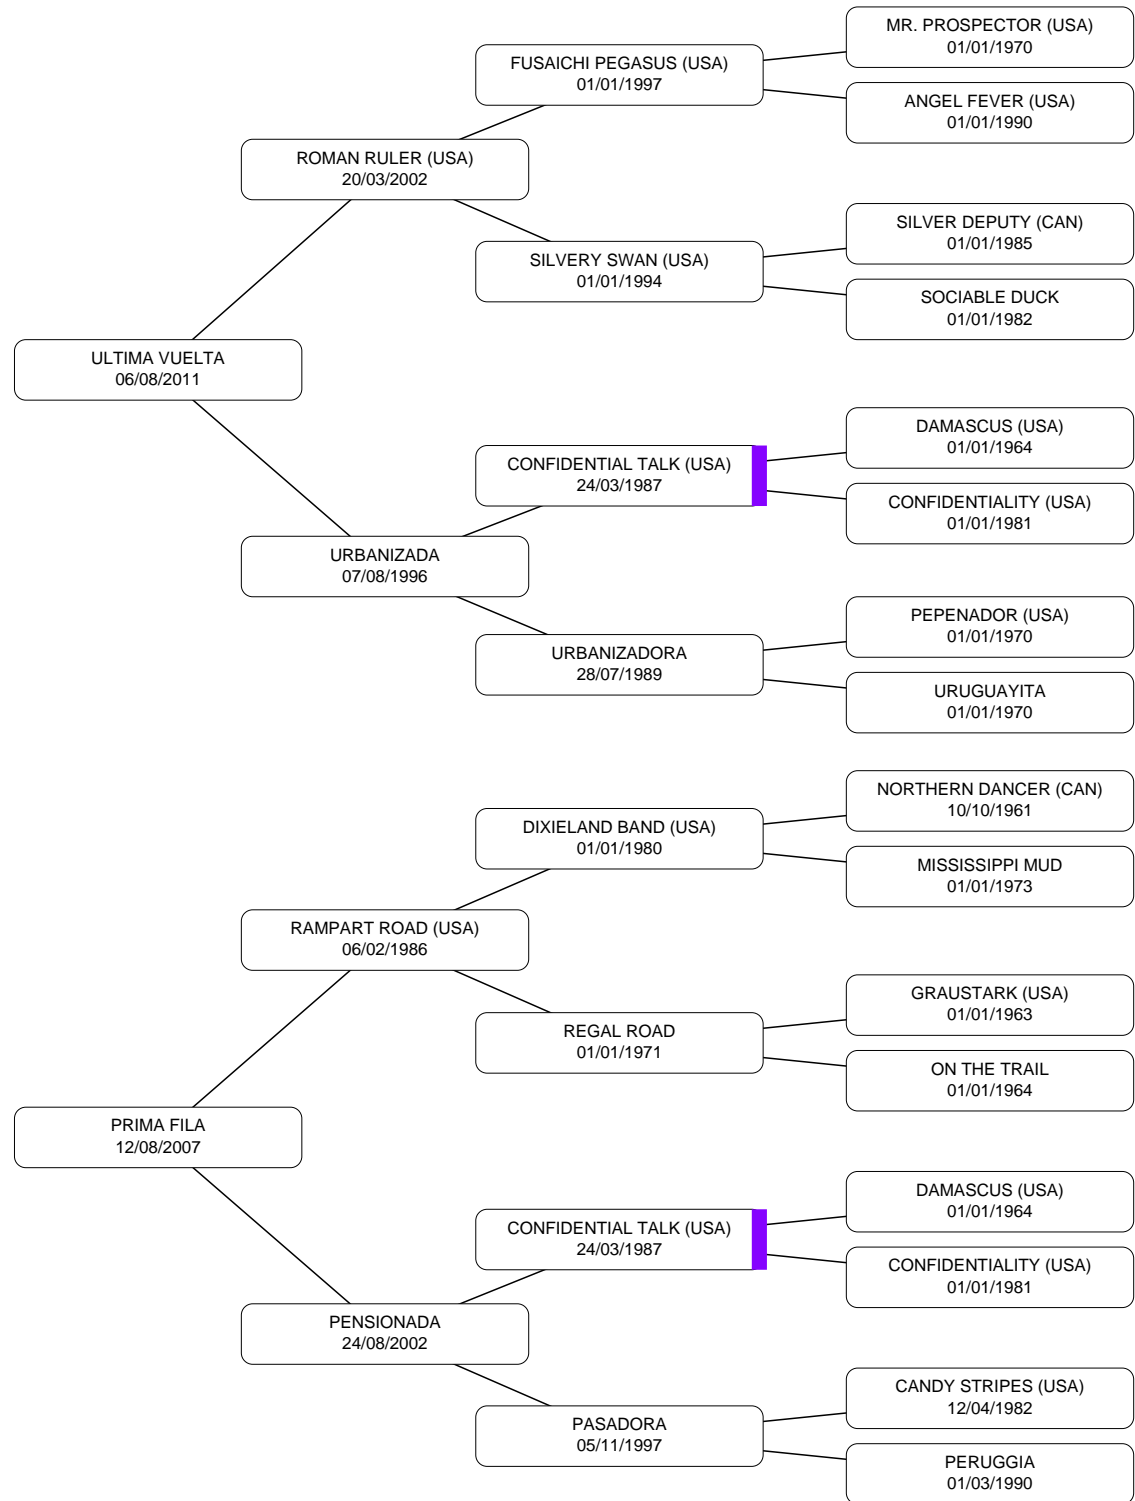 MR. PROSPECTOR (USA)
01/01/1970
FUSAICHI PEGASUS (USA)
01/01/1997
ANGEL FEVER (USA)
01/01/1990
ROMAN RULER (USA)
20/03/2002
SILVER DEPUTY (CAN)
01/01/1985
SILVERY SWAN (USA)
01/01/1994
SOCIABLE DUCK
01/01/1982
ULTIMA VUELTA
06/08/2011
DAMASCUS (USA)
01/01/1964
CONFIDENTIAL TALK (USA)
24/03/1987
CONFIDENTIALITY (USA)
01/01/1981
URBANIZADA
07/08/1996
PEPENADOR (USA)
01/01/1970
URBANIZADORA
28/07/1989
URUGUAYITA
01/01/1970
NORTHERN DANCER (CAN)
10/10/1961
DIXIELAND BAND (USA)
01/01/1980
MISSISSIPPI MUD
01/01/1973
RAMPART ROAD (USA)
06/02/1986
GRAUSTARK (USA)
01/01/1963
REGAL ROAD
01/01/1971
ON THE TRAIL
01/01/1964
PRIMA FILA
12/08/2007
DAMASCUS (USA)
01/01/1964
CONFIDENTIAL TALK (USA)
24/03/1987
CONFIDENTIALITY (USA)
01/01/1981
PENSIONADA
24/08/2002
CANDY STRIPES (USA)
12/04/1982
PASADORA
05/11/1997
PERUGGIA
01/03/1990